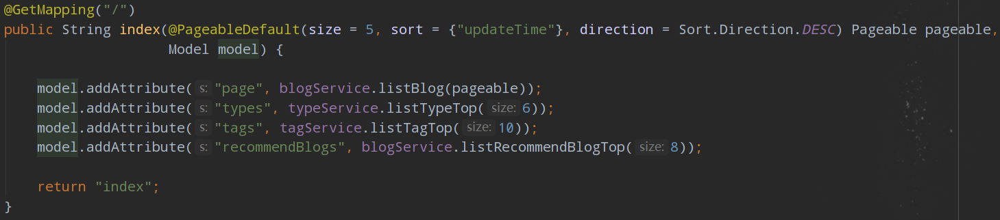 @GetMapping("/")
public String index(@PageableDefault(size = 5, sort = {"updateTime"}, direction = Sort.Direction.DESC) Pageable pageable,
Model model) {
model.addAttribute( s: "page", blogService.listBlog(pageable));
model.addAttribute( s: "types", typeService.listTypeTop( size: 6));
model.addAttribute( s: "tags", tagService.listTagTop( size: 10));
model.addAttribute( s: "recommendBlogs", blogService.listRecommendBlogTop( size: 8));
return "index";
}